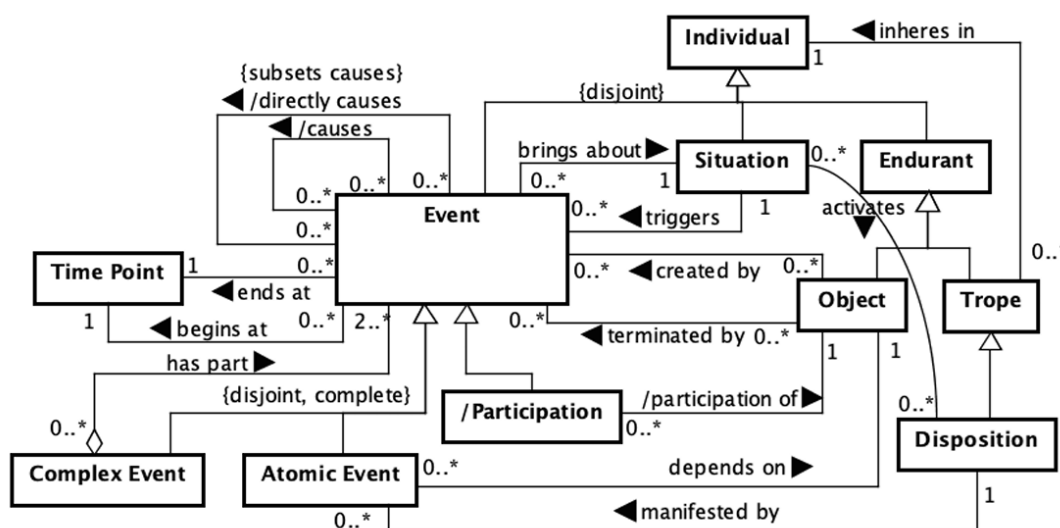 Individual
inheres in
1
{subsets causes}
/directly causes
{disjoint}
/causes
brings about
Situation
0..*
Endurant
0..*
0..*
0..*
0..*
1
0..*
Event
0..*
triggers
1
activates
0..*
Time Point
1
0..*
0..*
created by
0..*
0..
ends at
Object
Trope
1
begins at
0..*
2..*
0..*
terminated by
0..*
1
1
has part
{disjoint, complete}
/Participation
/participation of
0..*
0..*
0..*
Disposition
Complex Event
Atomic Event
0..*
depends on
1
0..*
manifested by